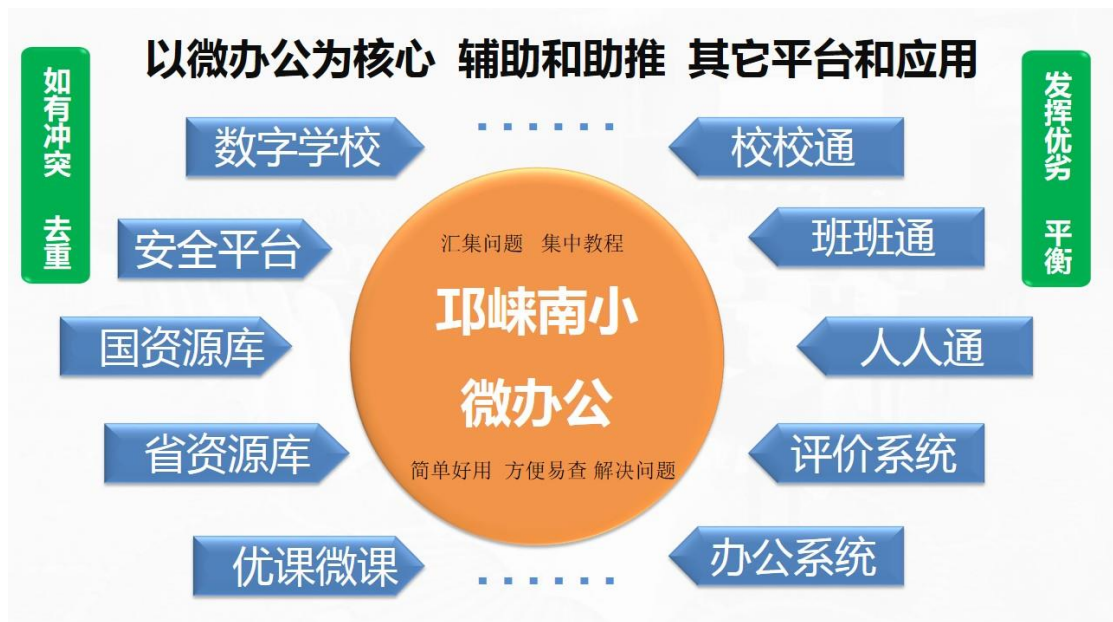 以微办公为核心 辅助和助推 其它平台和应用
如有冲突 去重
发挥优劣 平衡
数字学校
安全平台
国资源库
省资源库
优课微课
汇集问题 集中教程
邛崃南小
微办公
简单好用 方便易查 解决问题
校校通
班班通
人人通
评价系统
办公系统